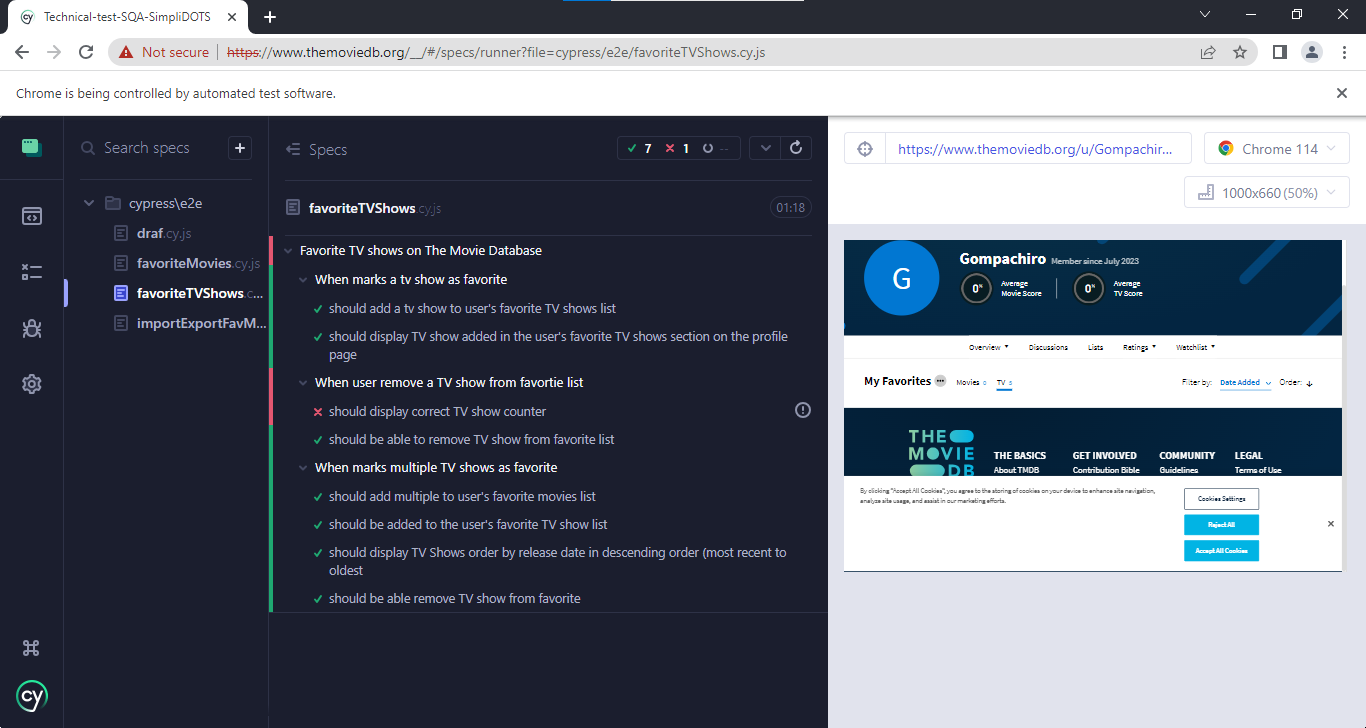 Technical-test-SQA-SimpliDOTS
Not secure
https://www.themoviedb.org/__/#/specs/runner?file=cypress/e2e/favoriteTVShows.cy.js
Chrome is being controlled by automated test software.
Search specs
+
cypress\e2e
draf.cy.js
favoriteMovies.cy.js
favoriteTVShows.c...
importExportFavM...
cy
Specs
7
1
--
favoriteTVShows.cy.js
01:18
Favorite TV shows on The Movie Database
When marks a tv show as favorite
should add a tv show to user's favorite TV shows list
should display TV show added in the user's favorite TV shows section on the profile
page
When user remove a TV show from favortie list
should display correct TV show counter
should be able to remove TV show from favorite list
When marks multiple TV shows as favorite
should add multiple to user's favorite movies list
should be added to the user's favorite TV show list
should display TV Shows order by release date in descending order (most recent to
oldest
should be able remove TV show from favorite
https://www.themoviedb.org/u/Gompachiro...
Chrome 114
1000x660 (50%)
G
Gompachiro Member since July 2023
0% Average
Movie Score
0% Average
TV Score
Overview
Discussions
Lists
Ratings
Watchlist
My Favorites
Movies 0
TV
Filter by:
Date Added
Order:
THE
MOVIE
DB
THE BASICS
About TMDB
GET INVOLVED
Contribution Bible
COMMUNITY
Guidelines
LEGAL
Terms of Use
By clicking "Accept All Cookies", you agree to the storing of cookies on your device to enhance site navigation,
analyze site usage, and assist in our marketing efforts.
Cookies Settings
Reject All
Accept All Cookies